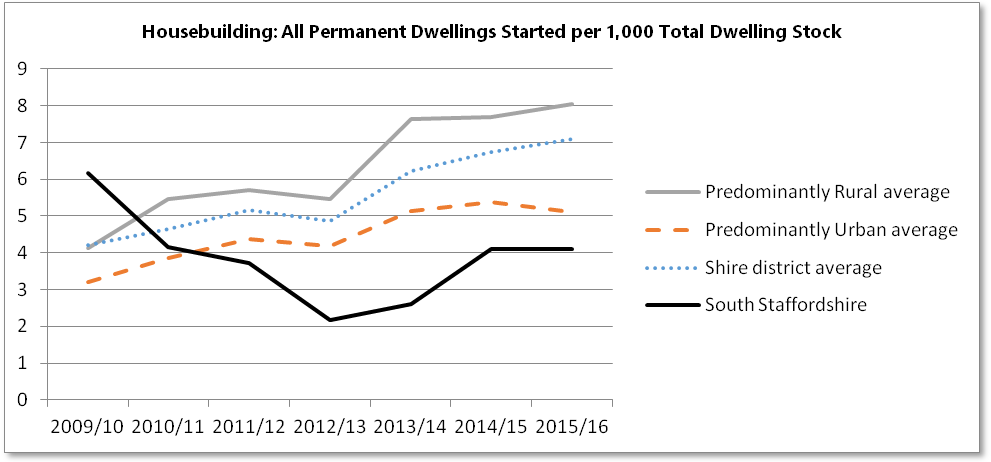 Housebuilding: All Permanent Dwellings Started per 1,000 Total Dwelling Stock
9
8
7
6
5
4
3
2
1
0
2009/10 2010/11 2011/12 2012/13 2013/14 2014/15 2015/16
Predominantly Rural average
Predominantly Urban average
Shire district average
South Staffordshire